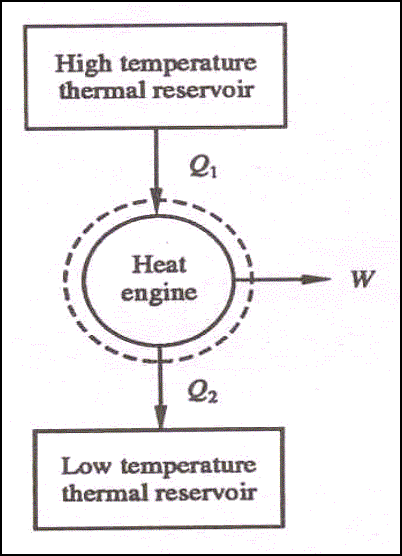 High temperature
thermal reservoir
Q1
Heat
engine
W
Q2
Low temperature
thermal reservoir